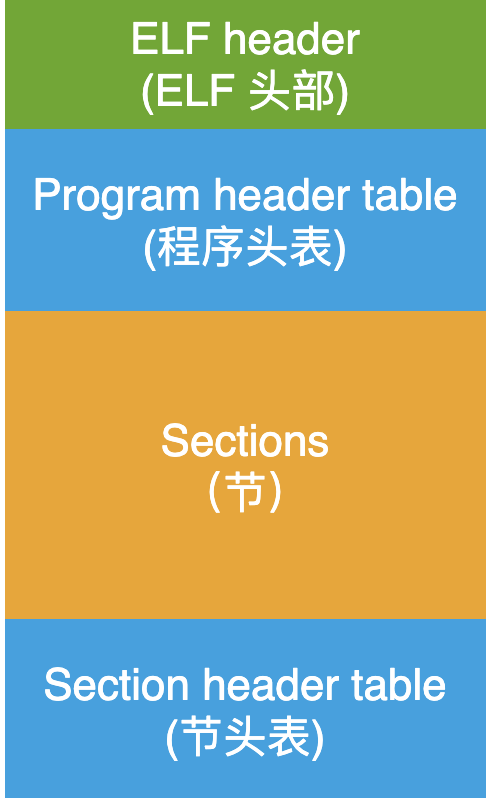 ELF header
(ELF 头部)
Program header table
(程序头表)
Sections
(节)
Section header table
(节头表)